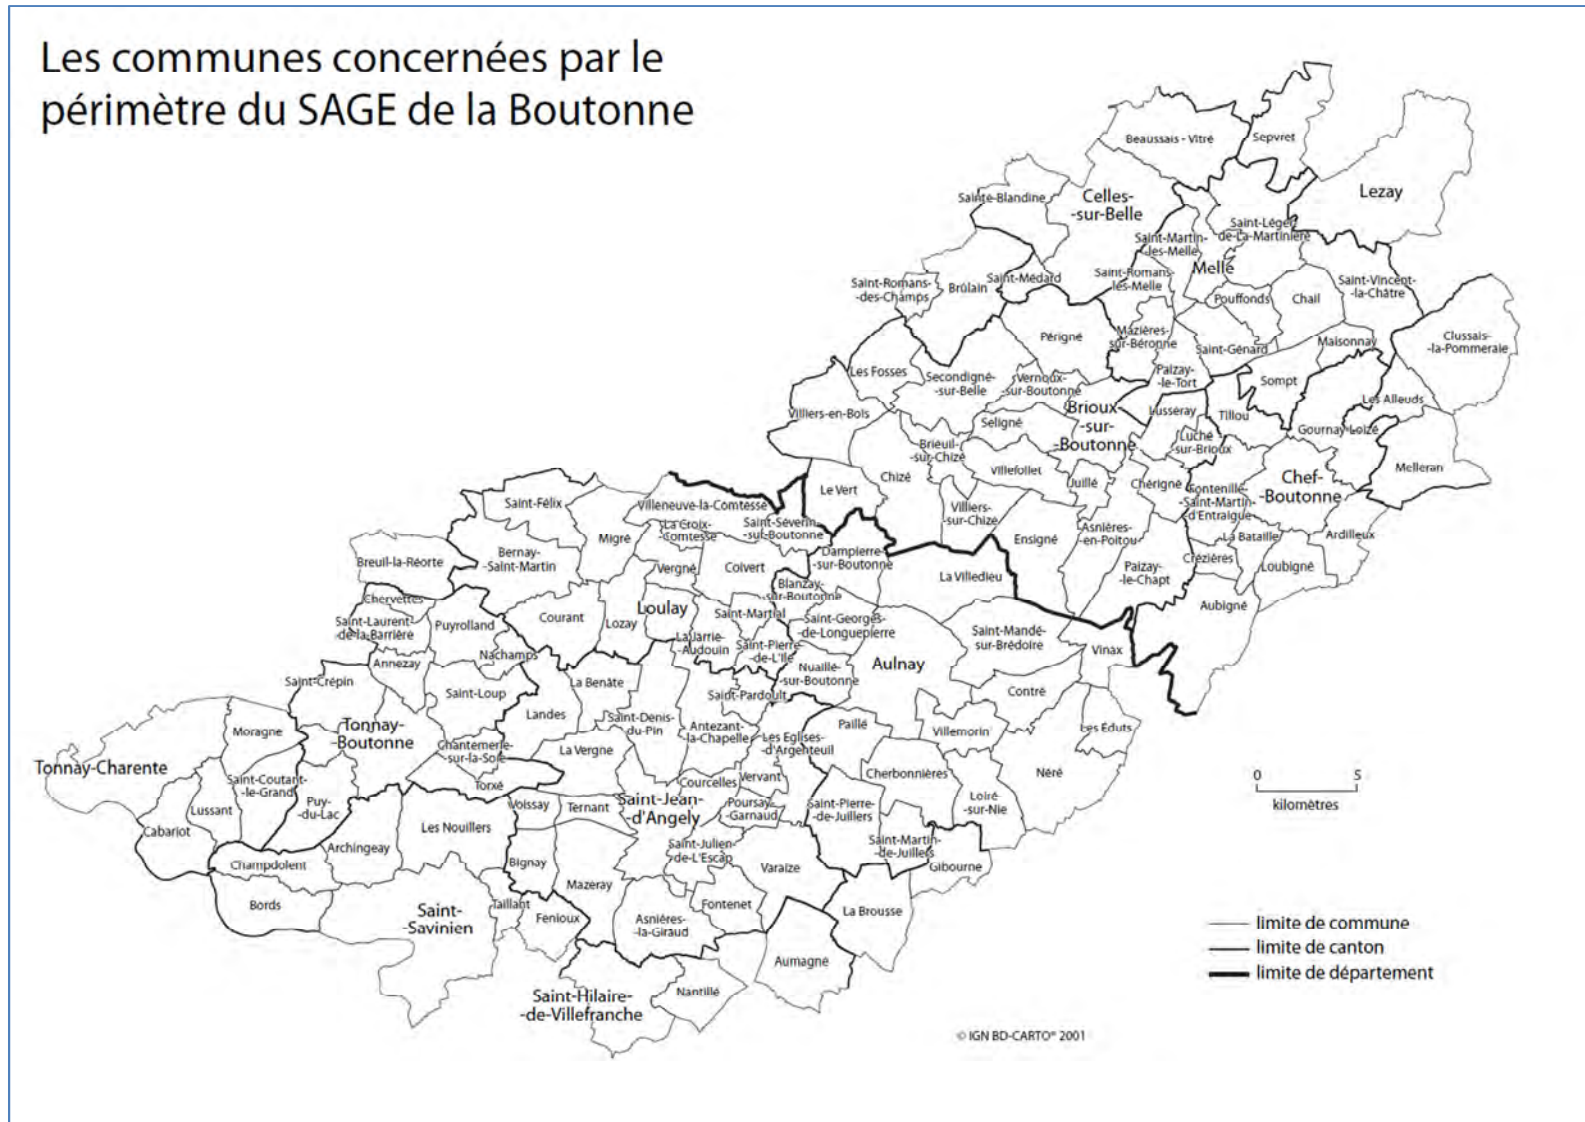 Les communes concernées par le
périmètre du SAGE de la Boutonne
Beaussais - Vitré
Sepvret
Lezay
Sainte-Blandine
Celles-
-sur-Belle
Saint-Léger
-de-La-Martinière
Saint-Martin-
-les-Melle
Melle
Saint-Romans-
-des-Champs
Brûlain
Saint-Médard
Saint-Romans-
lès-Melle
Pouffonds
Chail
Saint-Vincent-
-la-Châtre
Périgné
Mazières-
sur-Béronne
Saint-Génard
Maisonnay
Clussais-
-la-Pommeraie
Les Fosses
Secondigné-
-sur-Belle
Vernoux-
-sur-Boutonne
Paizay-
-le-Tort
Sompt
Les Alleuds
Villiers-en-Bois
Brioux-
-sur-
-Boutonne
Lusseray
Tillou
Gournay-Loizé
Séligné
Brieuil-
-sur-Chizé
Luché
-sur-Brioux
Chizé
Villefollet
Juillé
Chérigné
Chef-
-Boutonne
Melleran
Le Vert
Villiers-
-sur-Chizé
Fontenille-
-Saint-Martin-
-d'Entraigue
Ensigné
Asnières-
-en-Poitou
La Bataille
Ardilleux
Crézières
Loubigné
Paizay-
-le-Chapt
Aubigné
Saint-Félix
Villeneuve-la-Comtesse
La Croix-
-Comtesse
Saint-Séverin-
-sur-Boutonne
Migré
Bernay-
-Saint-Martin
Dampierre-
-sur-Boutonne
Breuil-la-Réorte
Vergné
Coivert
La Villedieu
Blanzay-
-sur-Boutonne
Chervettes
Courant
Lozay
Loulay
Saint-Martial
Saint-Georges-
-de-Longuepierre
Saint-Laurent-
-de-la-Barrière
Puyrolland
La Jarrie-
-Audouin
Saint-Pierre-
-de-L'Ile
Saint-Mandé-
-sur-Brédoire
Vinax
Nachamps
Annezay
Nuaillé-
-sur-Boutonne
Aulnay
Saint-Crépin
Saint-Loup
La Benâte
Saint-Pardoult
Contré
Landes
Saint-Denis-
-du-Pin
Antezant-
-la-Chapelle
Les Eglises-
-d'Argenteuil
Paillé
Villemorin
Les Éduts
Moragne
Tonnay-
-Boutonne
Chantemerle-
-sur-la-Soie
La Vergne
Tonnay-Charente
Torxé
Courcelles
Vervant
Cherbonnières
Néré
Saint-Coutant-
-le-Grand
Lussant
Puy-
-du-Lac
Voissay
Ternant
Saint-Jean-
-d'Angely
Poursay
-Garnaud
Saint-Pierre-
-de-Juillers
Loiré
-sur-Nie
Cabariot
Les Nouillers
Archingeay
Saint-Julien-
-de-L'Escap
Saint-Martin-
-de-Juillers
Champdolent
Bignay
Varaize
Gibourne
Mazeray
Bords
Saint-
-Savinien
Taillant
Fenioux
Asnières-
-la-Giraud
Fontenet
La Brousse
Aumagne
Saint-Hilaire-
-de-Villefranche
Nantillé
0 5
kilomètres
limite de commune
limite de canton
limite de département
© IGN BD-CARTO® 2001